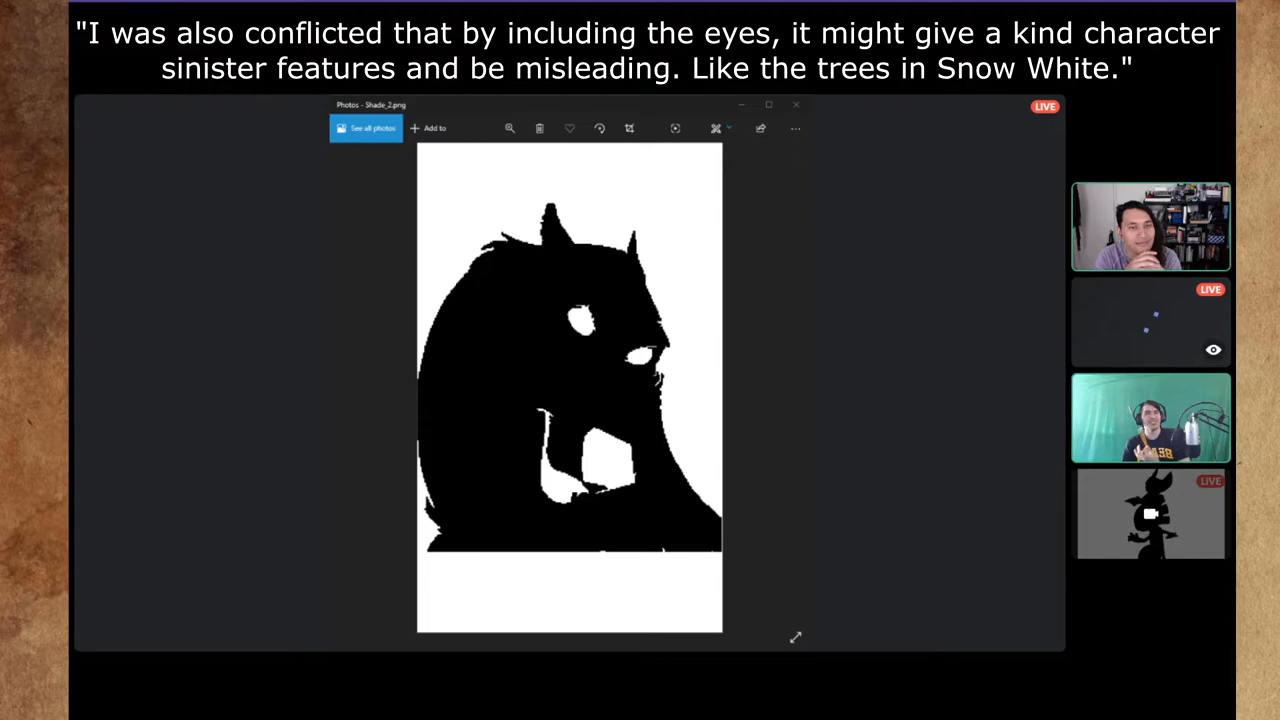 "I was also conflicted that by including the eyes, it might give a kind character
sinister features and be misleading. Like the trees in Snow White."
Photos - Shade_2.png
LIVE
See all photos
Add to
LIVE
LIVE